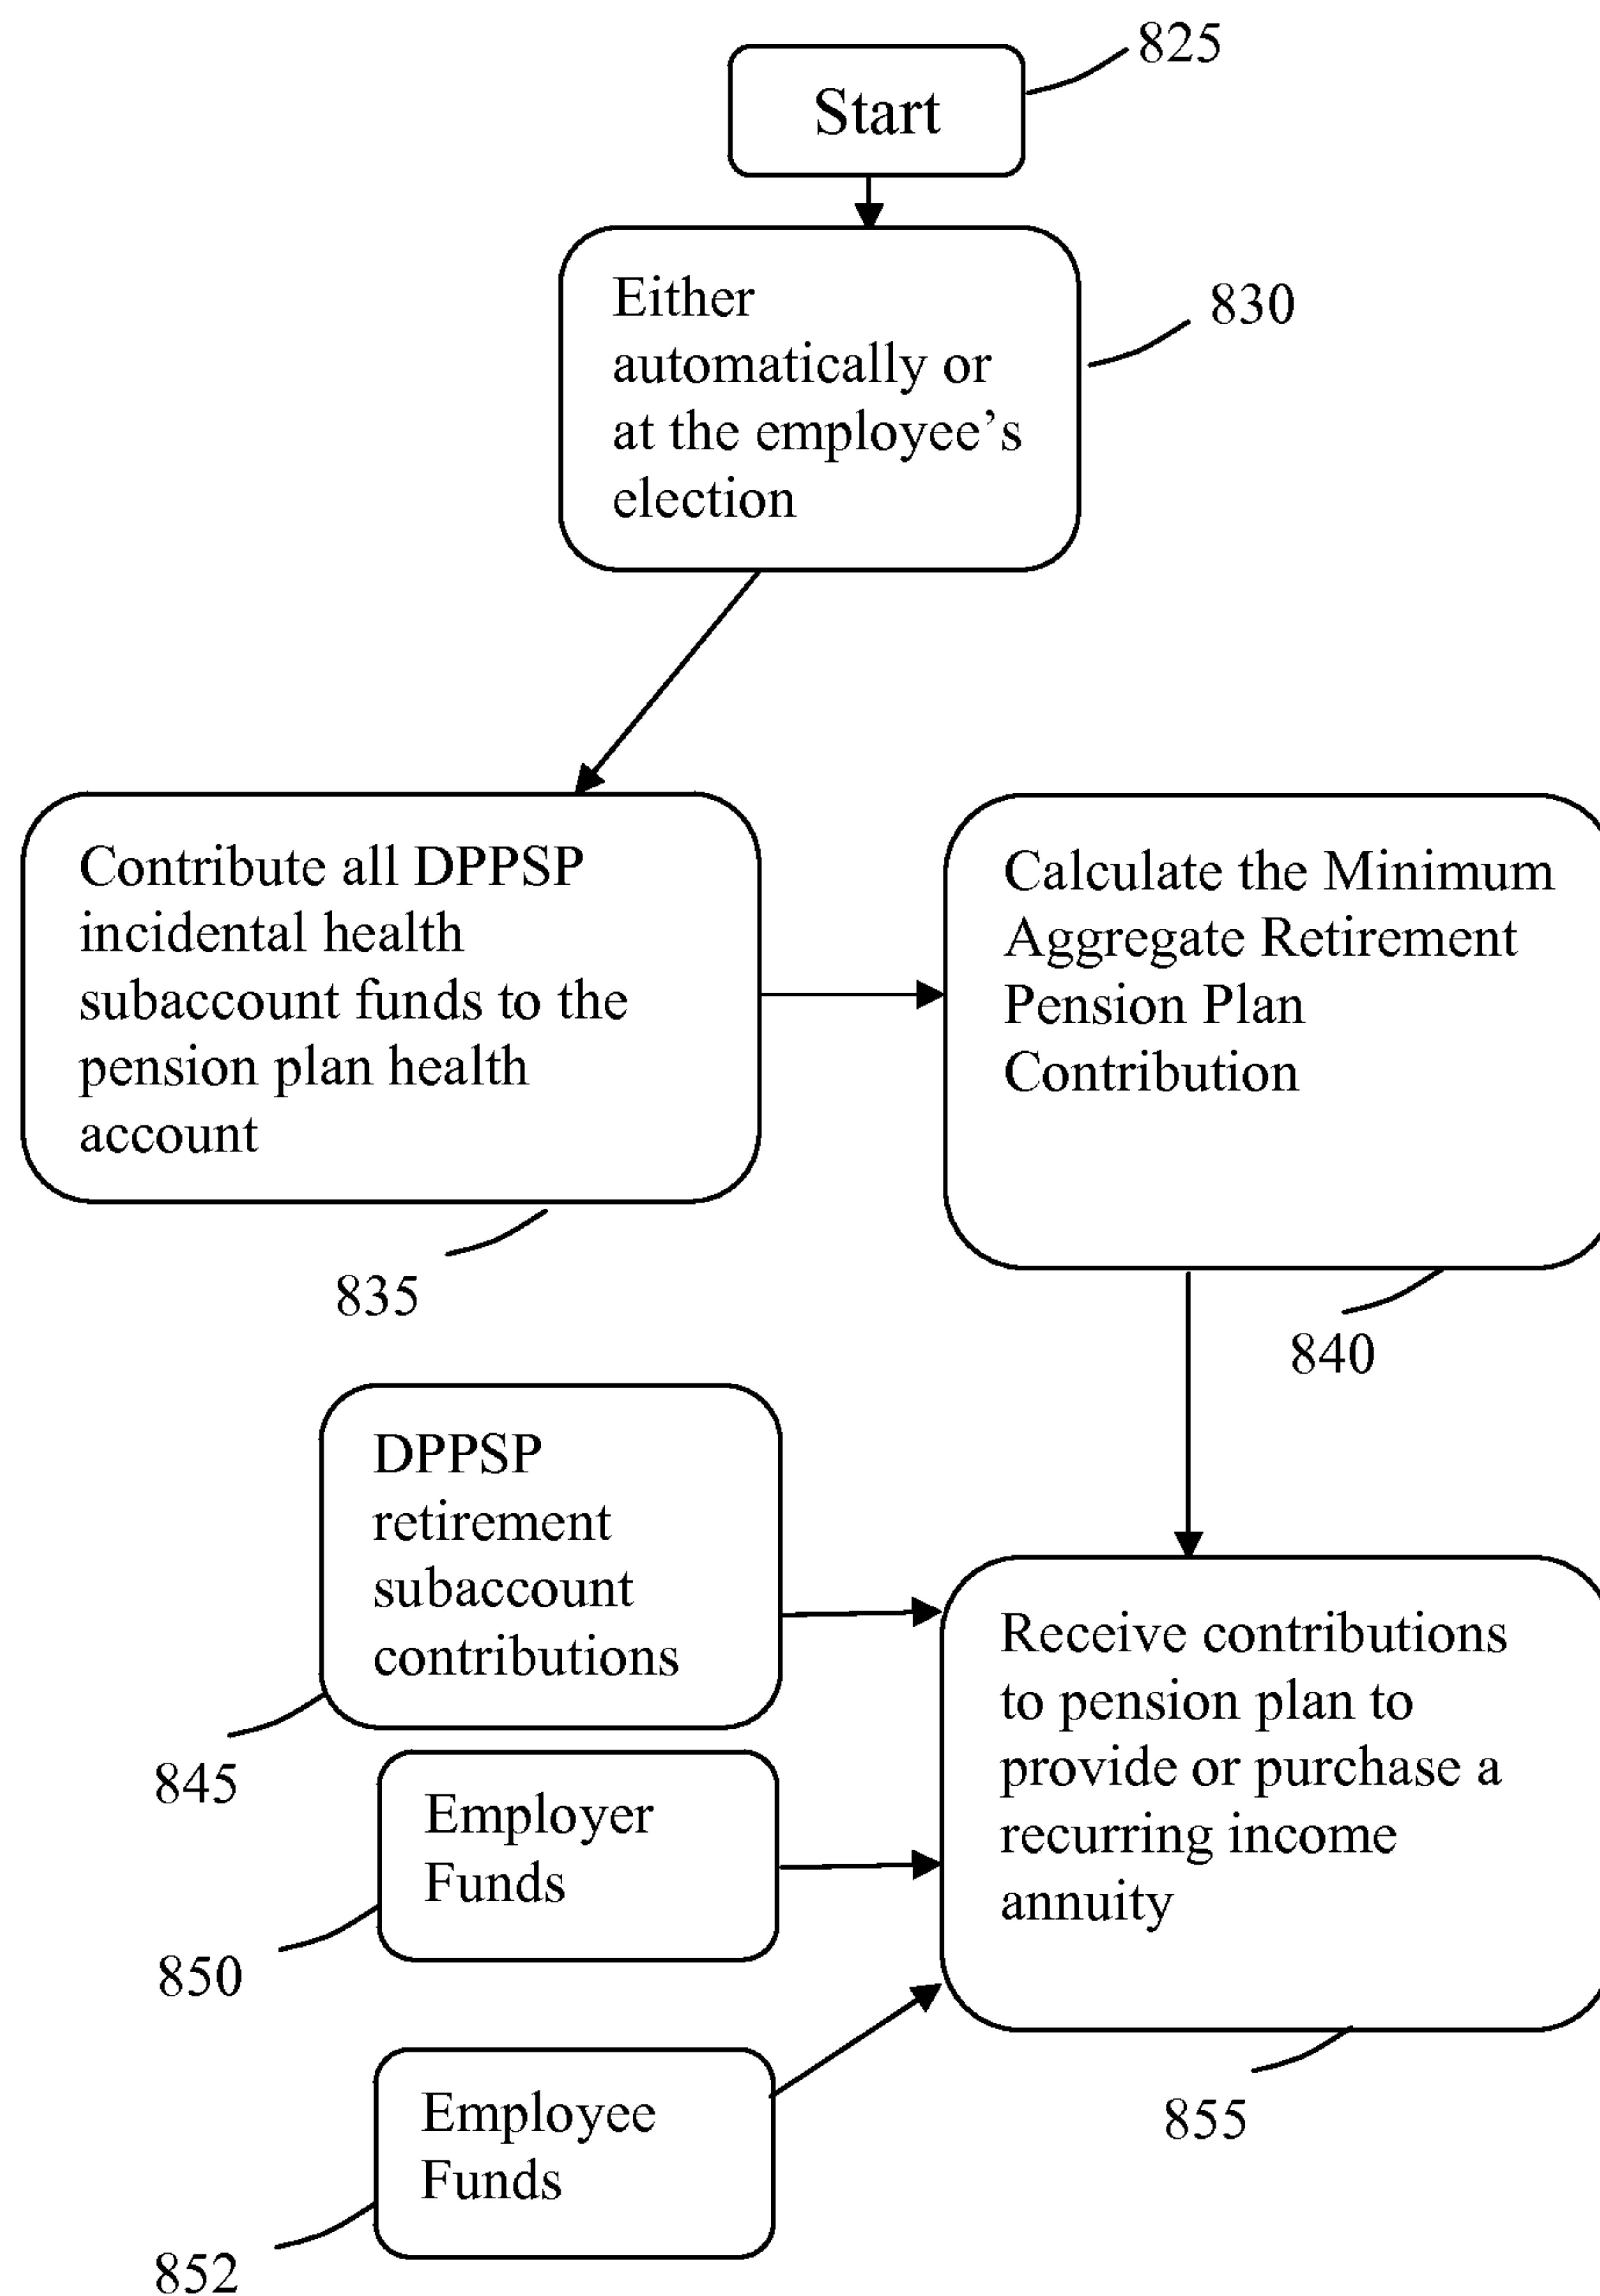 825
Start
830
Either
automatically or
at the employee’s
election
Contribute all DPPSP
incidental health
subaccount funds to the
pension plan health
account
835
Calculate the Minimum
Aggregate Retirement
Pension Plan
Contribution
840
DPPSP
retirement
subaccount
contributions
845
Employer
Funds
850
Employee
Funds
852
Receive contributions
to pension plan to
provide or purchase a
recurring income
annuity
855